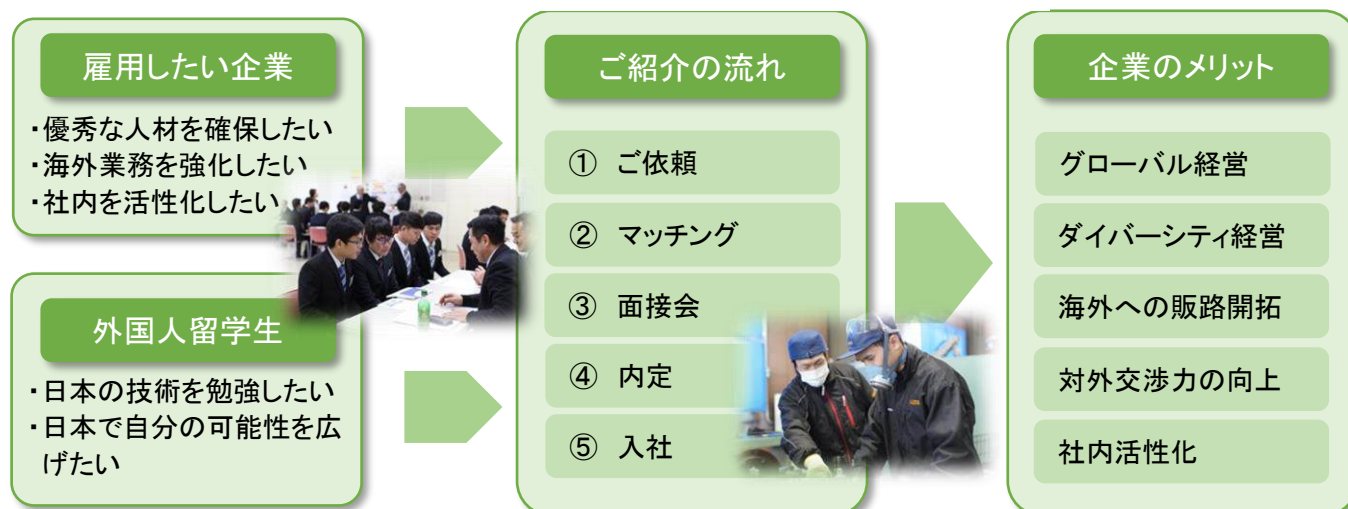 雇用したい企業
・優秀な人材を確保したい
・海外業務を強化したい
・社内を活性化したい
外国人留学生
・日本の技術を勉強したい
・日本で自分の可能性を広
げたい
ご紹介の流れ
① ご依頼
② マッチング
③ 面接会
④ 内定
⑤ 入社
企業のメリット
グローバル経営
ダイバーシティ経営
海外への販路開拓
対外交渉力の向上
社内活性化